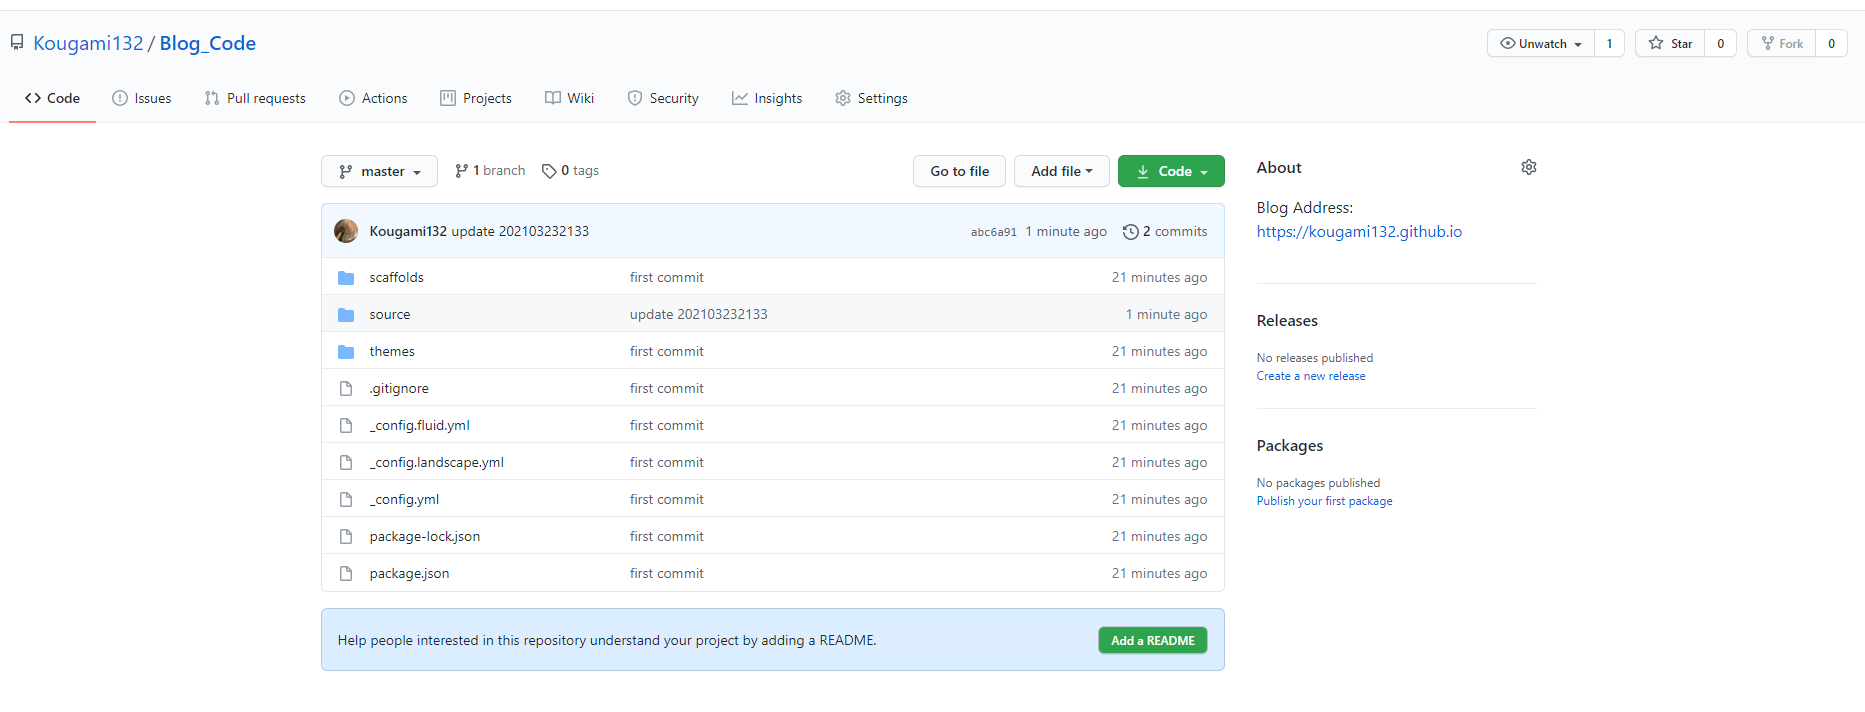 Kougami132 / Blog_Code
Unwatch 1 Star 0 Fork 0
Code Issues Pull requests Actions Projects Wiki Security Insights Settings
master 1 branch 0 tags Go to file Add file Code
Kougami132 update 202103232133 abc6a91 1 minute ago 2 commits
scaffolds first commit 21 minutes ago
source update 202103232133 1 minute ago
themes first commit 21 minutes ago
.gitignore first commit 21 minutes ago
_config.fluid.yml first commit 21 minutes ago
_config.landscape.yml first commit 21 minutes ago
_config.yml first commit 21 minutes ago
package-lock.json first commit 21 minutes ago
package.json first commit 21 minutes ago
Help people interested in this repository understand your project by adding a README. Add a README
About
Blog Address:
https://kougami132.github.io
Releases
No releases published
Create a new release
Packages
No packages published
Publish your first package